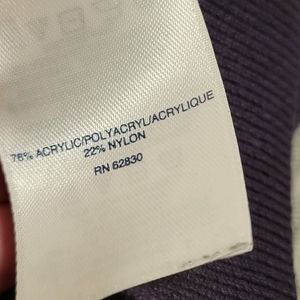 78% ACRYLIC/POLYACRYL/ACRYLIQUE
22% NYLON
RN 62830